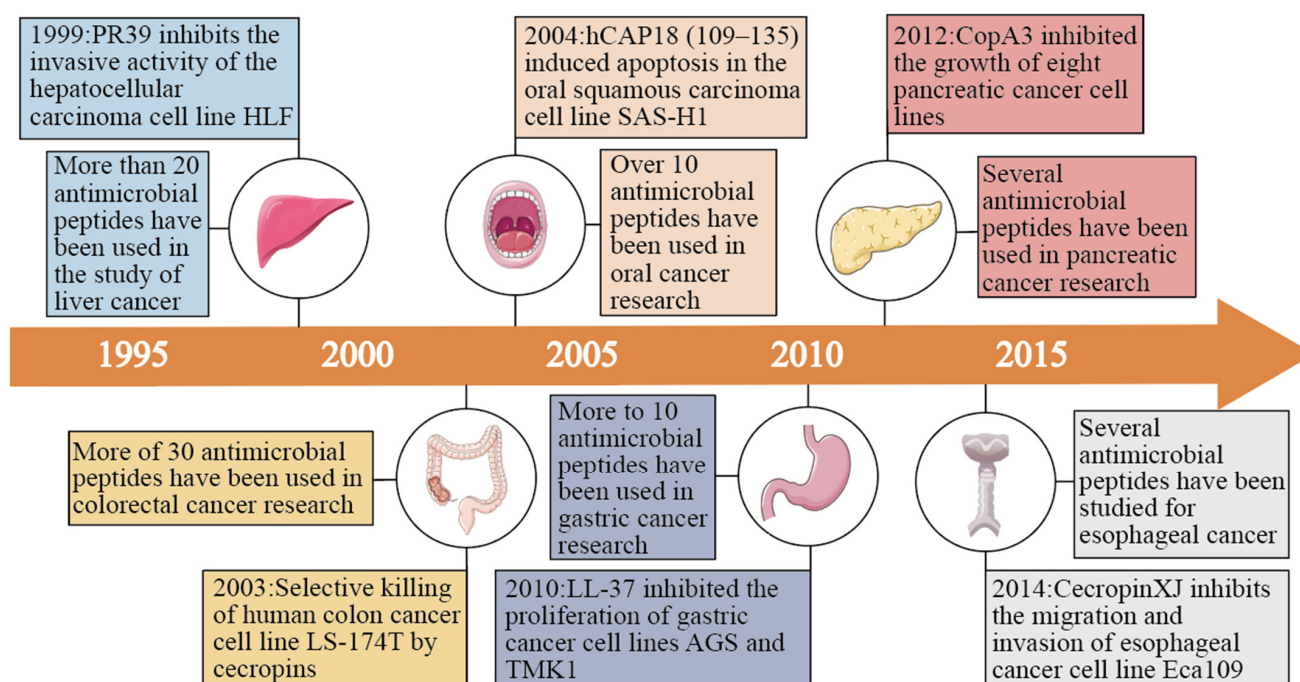 1999:PR39 inhibits the
invasive activity of the
hepatocellular
carcinoma cell line HLF
More than 20
antimicrobial
peptides have
been used in
the study of
liver cancer
2004:hCAP18 (109–135)
induced apoptosis in the
oral squamous carcinoma
cell line SAS-H1
Over 10
antimicrobial
peptides have
been used in
oral cancer
research
2012:CopA3 inhibited
the growth of eight
pancreatic cancer cell
lines
Several
antimicrobial
peptides have been
used in pancreatic
cancer research
1995 2000 2005 2010 2015
More of 30 antimicrobial
peptides have been used in
colorectal cancer research
2003:Selective killing
of human colon cancer
cell line LS-174T by
cecropins
More to 10
antimicrobial
peptides have
been used in
gastric cancer
research
2010:LL-37 inhibited the
proliferation of gastric
cancer cell lines AGS and
TMK1
Several
antimicrobial
peptides have been
studied for
esophageal cancer
2014:CecropinXJ inhibits
the migration and
invasion of esophageal
cancer cell line Eca109